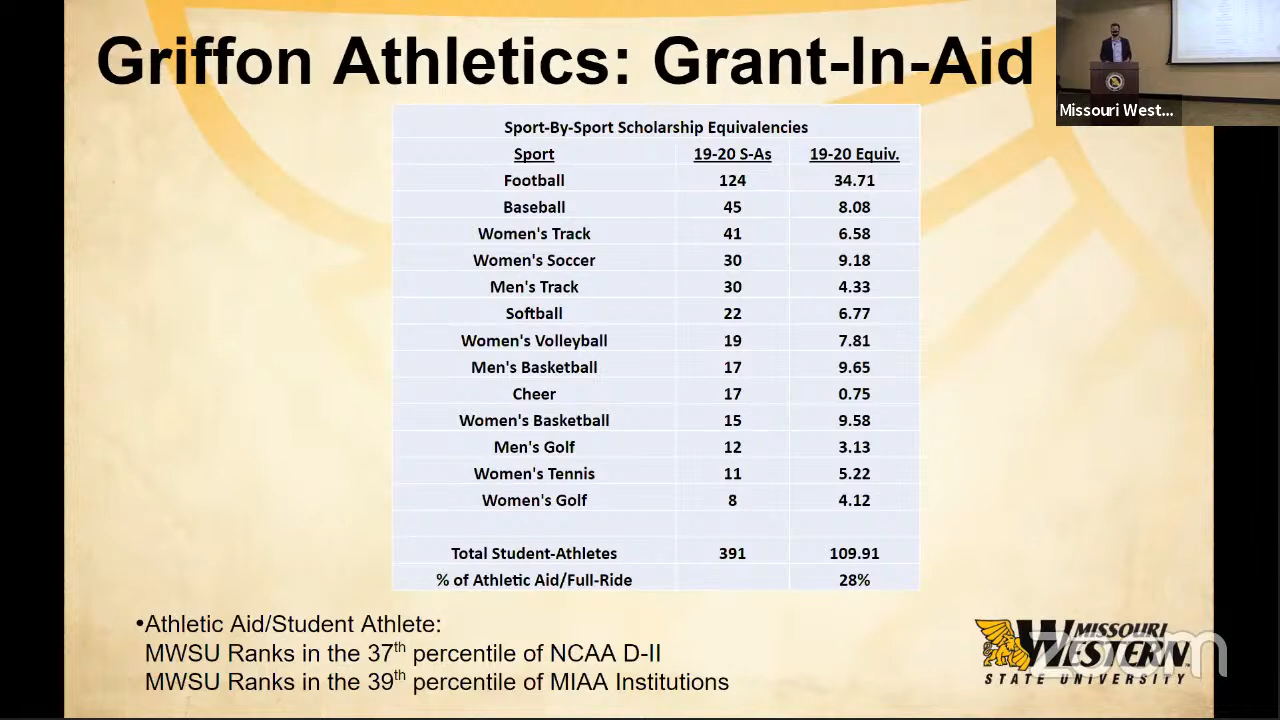 Griffon Athletics: Grant-In-Aid
Missouri West...
Sport-By-Sport Scholarship Equivalencies
Sport 19-20 S-As 19-20 Equiv.
Football 124 34.71
Baseball 45 8.08
Women's Track 41 6.58
Women's Soccer 30 9.18
Men's Track 30 4.33
Softball 22 6.77
Women's Volleyball 19 7.81
Men's Basketball 17 9.65
Cheer 17 0.75
Women's Basketball 15 9.58
Men's Golf 12 3.13
Women's Tennis 11 5.22
Women's Golf 8 4.12
Total Student-Athletes 391 109.91
% of Athletic Aid/Full-Ride 28%
•Athletic Aid/Student Athlete:
MWSU Ranks in the 37th percentile of NCAA D-II
MWSU Ranks in the 39th percentile of MIAA Institutions
MISSOURI
WESTERN
STATE UNIVERSITY
zoom